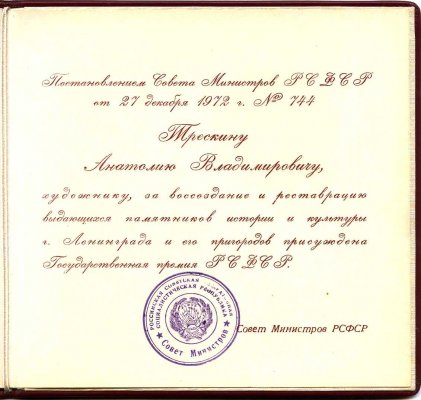 Постановлением Совета Министров РСФСР
от 27 декабря 1972 г. № 744
Трескину
Анатолию Владимировичу,
художнику, за воссоздание и реставрацию
выдающихся памятников истории и культуры
г. Ленинграда и его пригородов присуждена
Государственная премия РСФСР.
РОССИЙСКАЯ СОВЕТСКАЯ
СОЦИАЛИСТИЧЕСКАЯ РЕСПУБЛИКА
★ Совет Министров ★
Совет Министров РСФСР